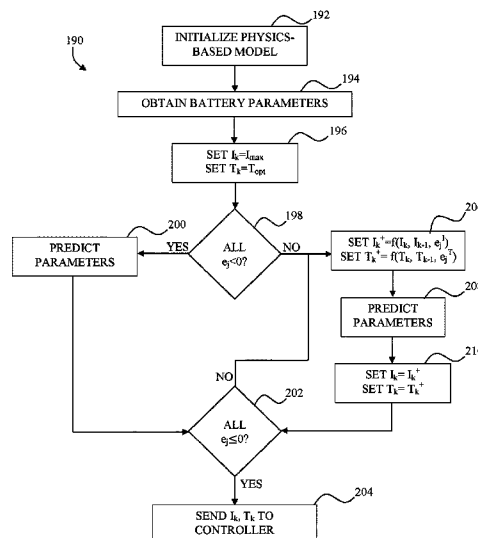 192
INITIALIZE PHYSICS-
BASED MODEL
190
194
OBTAIN BATTERY PARAMETERS
196
SET Ik=Imax
SET Tk=Topt
198
200
PREDICT
PARAMETERS
YES
ALL
ej<0?
NO
SET Ik+=f(Ik, Ik-1, ejI)
SET Tk+= f(Tk, Tk-1, ejT)
PREDICT
PARAMETERS
SET Ik= Ik+
SET Tk= Tk+
NO
202
ALL
ej≤0?
YES
204
SEND Ik, Tk TO
CONTROLLER